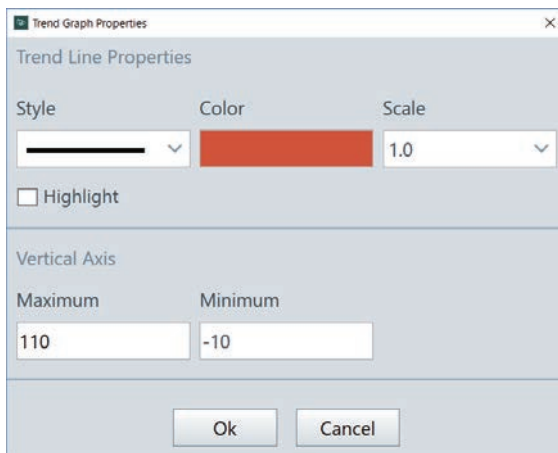 Trend Graph Properties
Trend Line Properties
Style Color Scale
1.0
Highlight
Vertical Axis
Maximum Minimum
110 -10
Ok Cancel